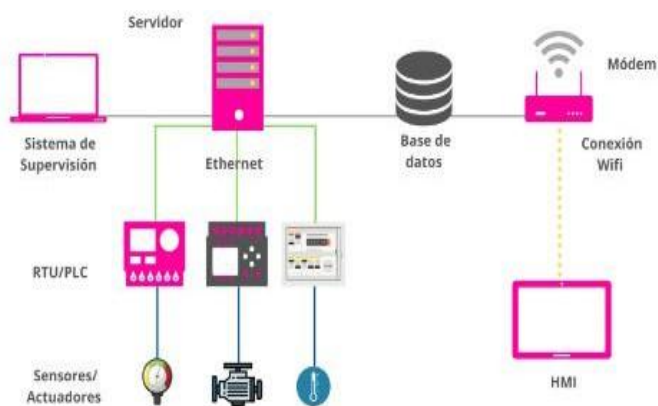 Servidor
Módem
Sistema de
Supervisión
Ethernet
Base de
datos
Conexión
Wifi
RTU/PLC
Sensores/
Actuadores
HMI